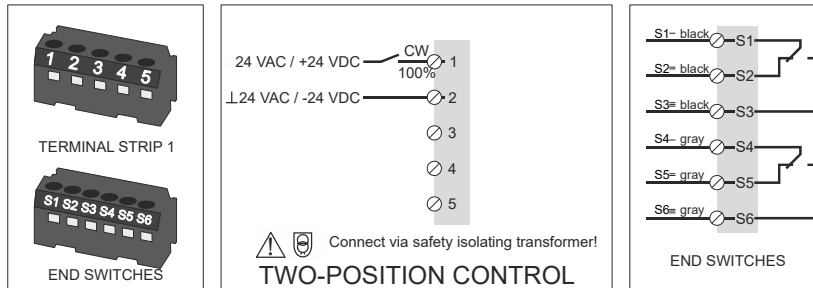 1 2 3 4 5
TERMINAL STRIP 1
S1 S2 S3 S4 S5 S6
END SWITCHES
24 VAC / +24 VDC CW 1
100%
⊥24 VAC / -24 VDC 2
3
4
5
Connect via safety isolating transformer!
TWO-POSITION CONTROL
S1− black S1
S2= black S2
S3≡ black S3
S4− gray S4
S5= gray S5
S6≡ gray S6
END SWITCHES